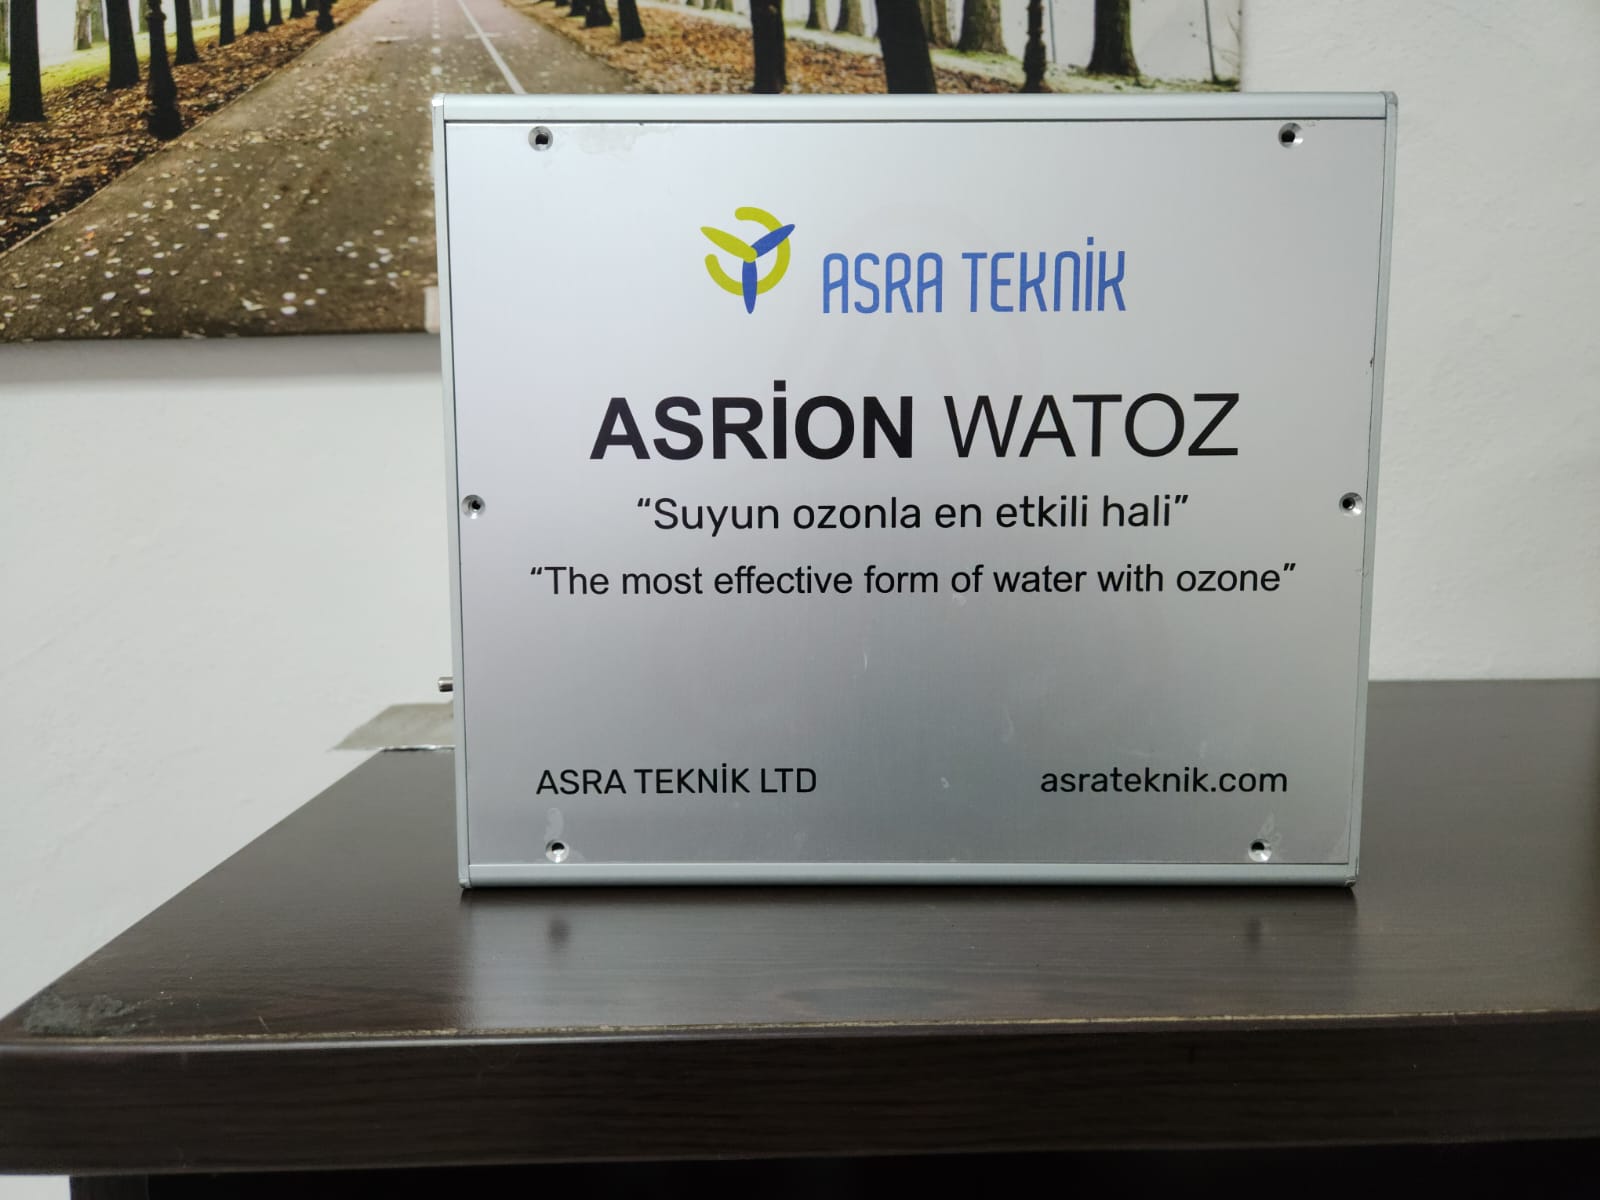 ASRA TEKNİK
ASRİON WATOZ
“Suyun ozonla en etkili hali”
“The most effective form of water with ozone”
ASRA TEKNİK LTD
asrateknik.com